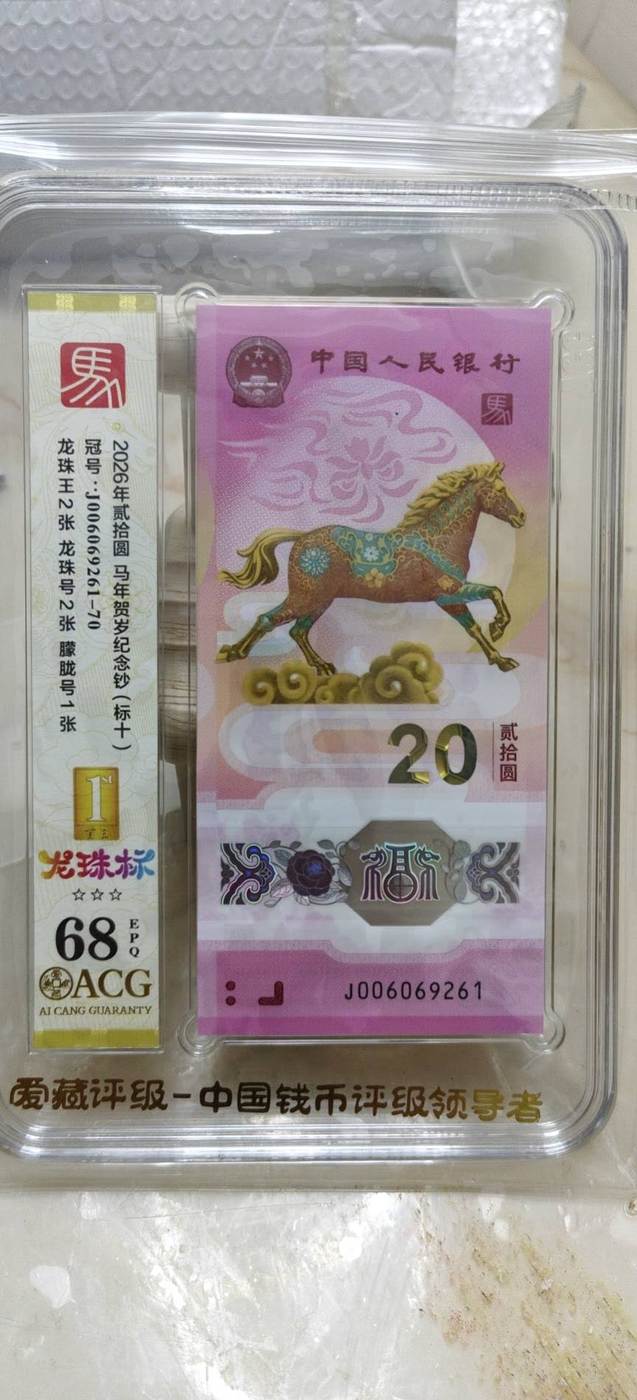 馬
2026年贰拾圆 马年贺岁纪念钞(标十)
冠号:J006069261-70
龙珠王2张 龙珠号2张 朦胧号1张
1st
龙珠标
☆☆☆
68
EPQ
ACG
AI CANG GUARANTY
中国人民银行
馬
20
贰拾圆
福
J006069261
爱藏评级-中国钱币评级领导者